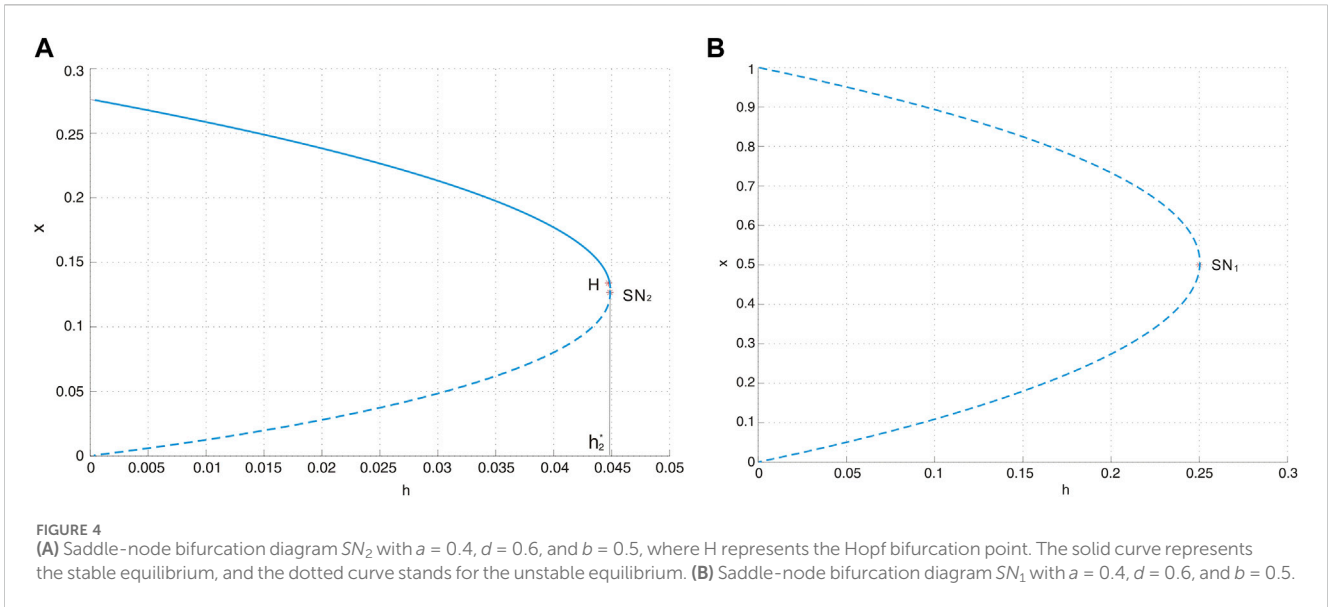 A
0.3
0.25
0.2
x
0.15
H
SN₂
0.1
0.05
h₂*
0
0 0.005 0.01 0.015 0.02 0.025 0.03 0.035 0.04 0.045 0.05
h
B
1
0.9
0.8
0.7
0.6
x
0.5
SN₁
0.4
0.3
0.2
0.1
0
0 0.05 0.1 0.15 0.2 0.25 0.3
h
FIGURE 4
(A) Saddle-node bifurcation diagram SN₂ with a = 0.4, d = 0.6, and b = 0.5, where H represents the Hopf bifurcation point. The solid curve represents
the stable equilibrium, and the dotted curve stands for the unstable equilibrium. (B) Saddle-node bifurcation diagram SN₁ with a = 0.4, d = 0.6, and b = 0.5.